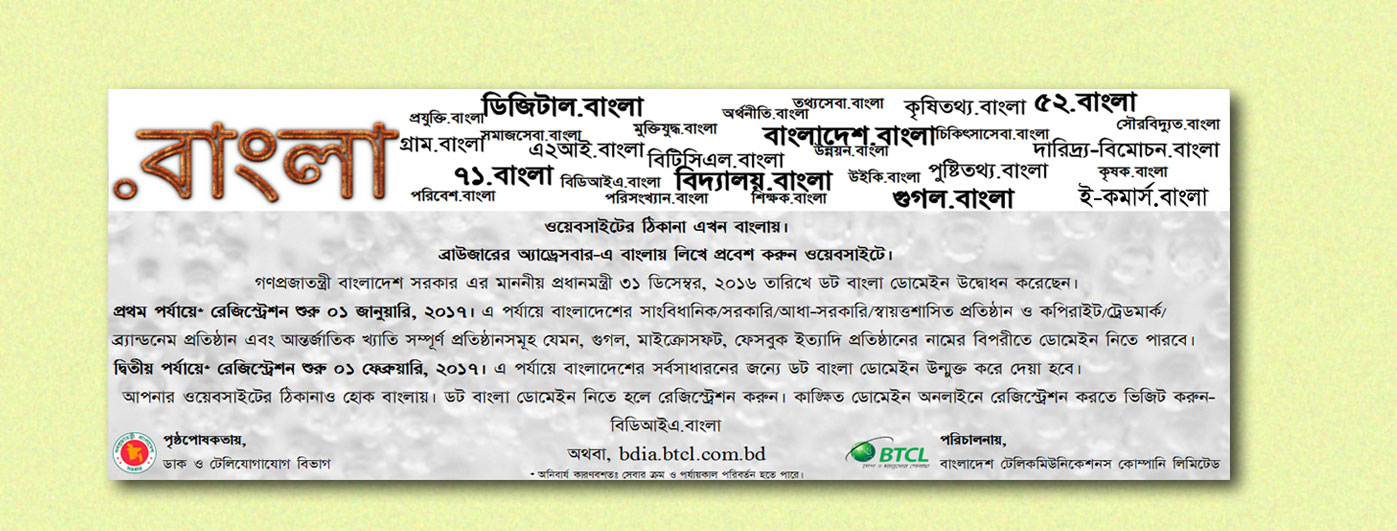 .বাংলা
প্রযুক্তি.বাংলা ডিজিটাল.বাংলা অর্থনীতি.বাংলা তথ্যসেবা.বাংলা কৃষিতথ্য.বাংলা ৫২.বাংলা
গ্রাম.বাংলা সমাজসেবা.বাংলা এ২আই.বাংলা মুক্তিযুদ্ধ.বাংলা বিটিসিএল.বাংলা বাংলাদেশ.বাংলা উন্নয়ন.বাংলা চিকিৎসাসেবা.বাংলা সৌরবিদ্যুত.বাংলা দারিদ্র্য-বিমোচন.বাংলা
৭১.বাংলা বিডিআইএ.বাংলা বিদ্যালয়.বাংলা উইকি.বাংলা পুষ্টিতথ্য.বাংলা কৃষক.বাংলা
পরিবেশ.বাংলা পরিসংখ্যান.বাংলা শিক্ষক.বাংলা গুগল.বাংলা ই-কমার্স.বাংলা
ওয়েবসাইটের ঠিকানা এখন বাংলায়।
ব্রাউজারের অ্যাড্রেসবার-এ বাংলায় লিখে প্রবেশ করুন ওয়েবসাইটে।
গণপ্রজাতন্ত্রী বাংলাদেশ সরকার এর মাননীয় প্রধানমন্ত্রী ৩১ ডিসেম্বর, ২০১৬ তারিখে ডট বাংলা ডোমেইন উদ্বোধন করেছেন।
প্রথম পর্যায়ে* রেজিস্ট্রেশন শুরু ০১ জানুয়ারি, ২০১৭। এ পর্যায়ে বাংলাদেশের সাংবিধানিক/সরকারি/আধা-সরকারি/স্বায়ত্তশাসিত প্রতিষ্ঠান ও কপিরাইট/ট্রেডমার্ক/
ব্র্যান্ডনেম প্রতিষ্ঠান এবং আন্তর্জাতিক খ্যাতি সম্পূর্ণ প্রতিষ্ঠানসমূহ যেমন, গুগল, মাইক্রোসফট, ফেসবুক ইত্যাদি প্রতিষ্ঠানের নামের বিপরীতে ডোমেইন নিতে পারবে।
দ্বিতীয় পর্যায়ে* রেজিস্ট্রেশন শুরু ০১ ফেব্রুয়ারি, ২০১৭। এ পর্যায়ে বাংলাদেশের সর্বসাধারনের জন্যে ডট বাংলা ডোমেইন উন্মুক্ত করে দেয়া হবে।
আপনার ওয়েবসাইটের ঠিকানাও হোক বাংলায়। ডট বাংলা ডোমেইন নিতে হলে রেজিস্ট্রেশন করুন। কাঙ্ক্ষিত ডোমেইন অনলাইনে রেজিস্ট্রেশন করতে ভিজিট করুন-
বিডিআইএ.বাংলা
অথবা, bdia.btcl.com.bd
* অনিবার্য কারণবশতঃ সেবার ক্রম ও পর্যায়কাল পরিবর্তন হতে পারে।
পৃষ্ঠপোষকতায়,
ডাক ও টেলিযোগাযোগ বিভাগ
BTCL
পরিচালনায়,
বাংলাদেশ টেলিকমিউনিকেশনস কোম্পানি লিমিটেড